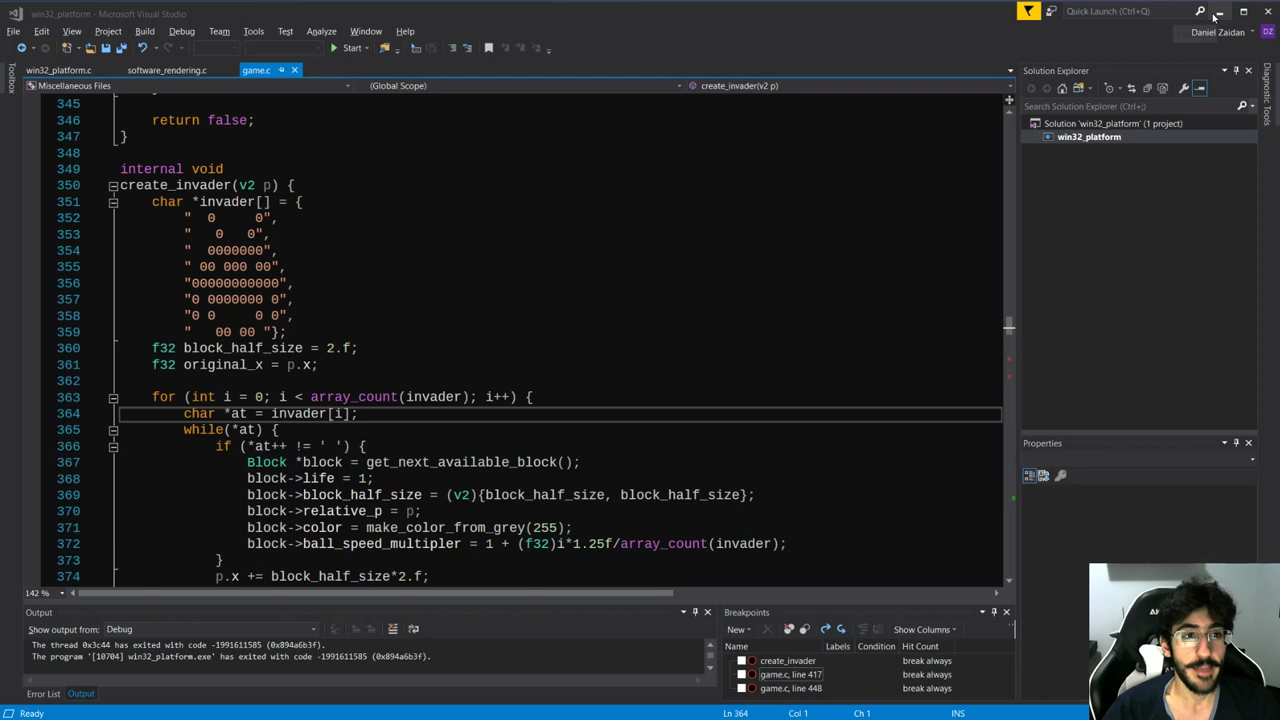 win32_platform - Microsoft Visual Studio
Quick Launch (Ctrl+Q)
File Edit View Project Build Debug Team Tools Test Analyze Window Help
Daniel Zaidan DZ
Start
win32_platform.c software_rendering.c game.c
Solution Explorer
Toolbox
Diagnostic Tools
Miscellaneous Files (Global Scope) create_invader(v2 p)
Search Solution Explorer (Ctrl+;)
Solution 'win32_platform' (1 project)
win32_platform
345
346 return false;
347 }
348
349 internal void
350 create_invader(v2 p) {
351 char *invader[] = {
352 "  0     0",
353 "   0   0",
354 "  0000000",
355 " 00 000 00",
356 "00000000000",
357 "0 0000000 0",
358 "0 0     0 0",
359 "   00 00 "};
360 f32 block_half_size = 2.f;
361 f32 original_x = p.x;
362
363 for (int i = 0; i < array_count(invader); i++) {
364 char *at = invader[i];
365 while(*at) {
366 if (*at++ != ' ') {
367 Block *block = get_next_available_block();
368 block->life = 1;
369 block->block_half_size = (v2){block_half_size, block_half_size};
370 block->relative_p = p;
371 block->color = make_color_from_grey(255);
372 block->ball_speed_multipler = 1 + (f32)i*1.25f/array_count(invader);
373 }
374 p.x += block_half_size*2.f;
Properties
142 %
Output
Show output from: Debug
The thread 0x3c44 has exited with code -1991611585 (0x894a6b3f).
The program '[10704] win32_platform.exe' has exited with code -1991611585 (0x894a6b3f).
Error List Output
Breakpoints
New Show Columns
Name Labels Condition Hit Count
create_invader break always
game.c, line 417 break always
game.c, line 448 break always
Ready Ln 364 Col 1 Ch 1 INS